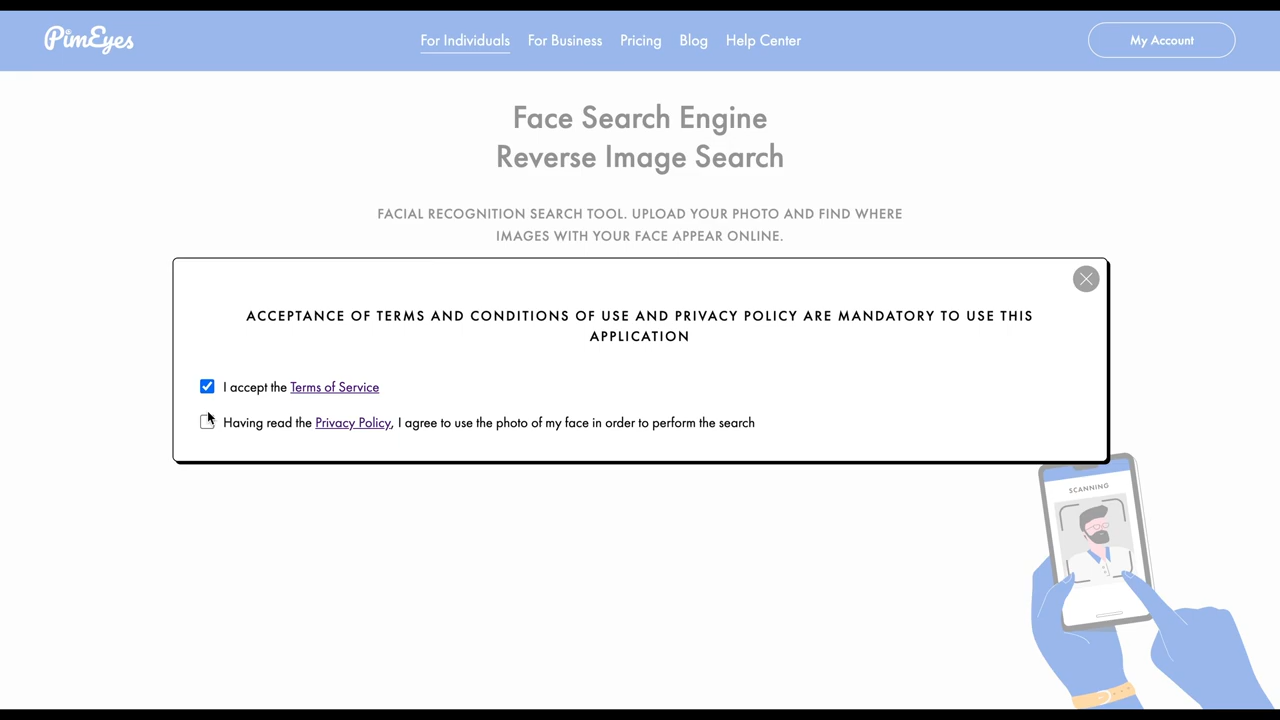 PimEyes
For Individuals
For Business
Pricing
Blog
Help Center
My Account
Face Search Engine
Reverse Image Search
FACIAL RECOGNITION SEARCH TOOL. UPLOAD YOUR PHOTO AND FIND WHERE
IMAGES WITH YOUR FACE APPEAR ONLINE.
ACCEPTANCE OF TERMS AND CONDITIONS OF USE AND PRIVACY POLICY ARE MANDATORY TO USE THIS
APPLICATION
I accept the Terms of Service
Having read the Privacy Policy, I agree to use the photo of my face in order to perform the search
SCANNING